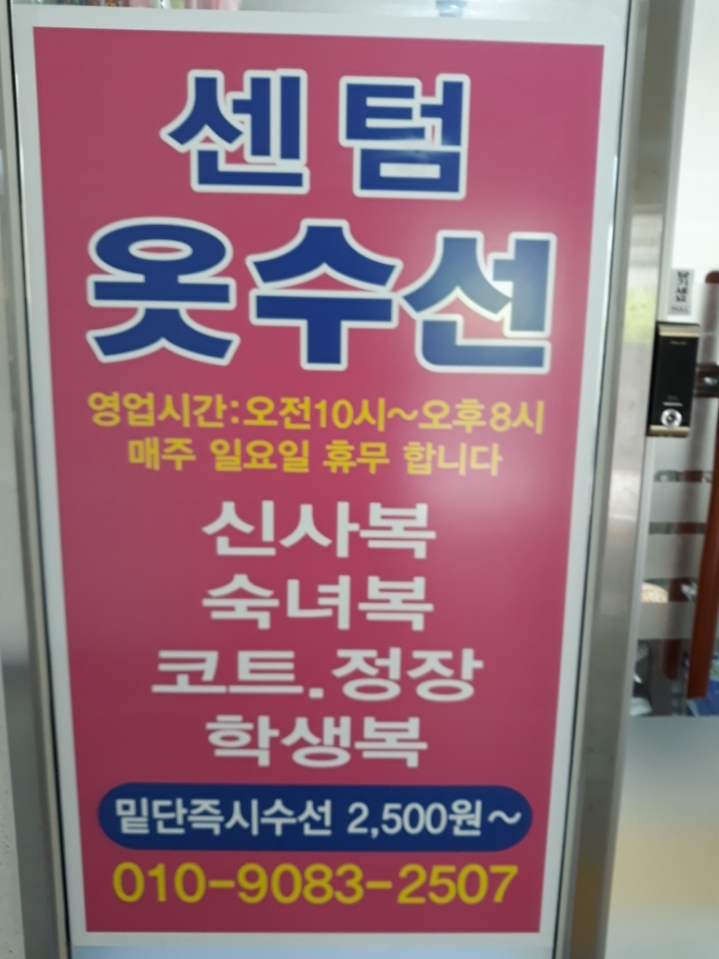 센텀
옷수선
영업시간:오전10시~오후8시
매주 일요일 휴무 합니다
신사복
숙녀복
코트.정장
학생복
밑단즉시수선 2,500원~
010-9083-2507